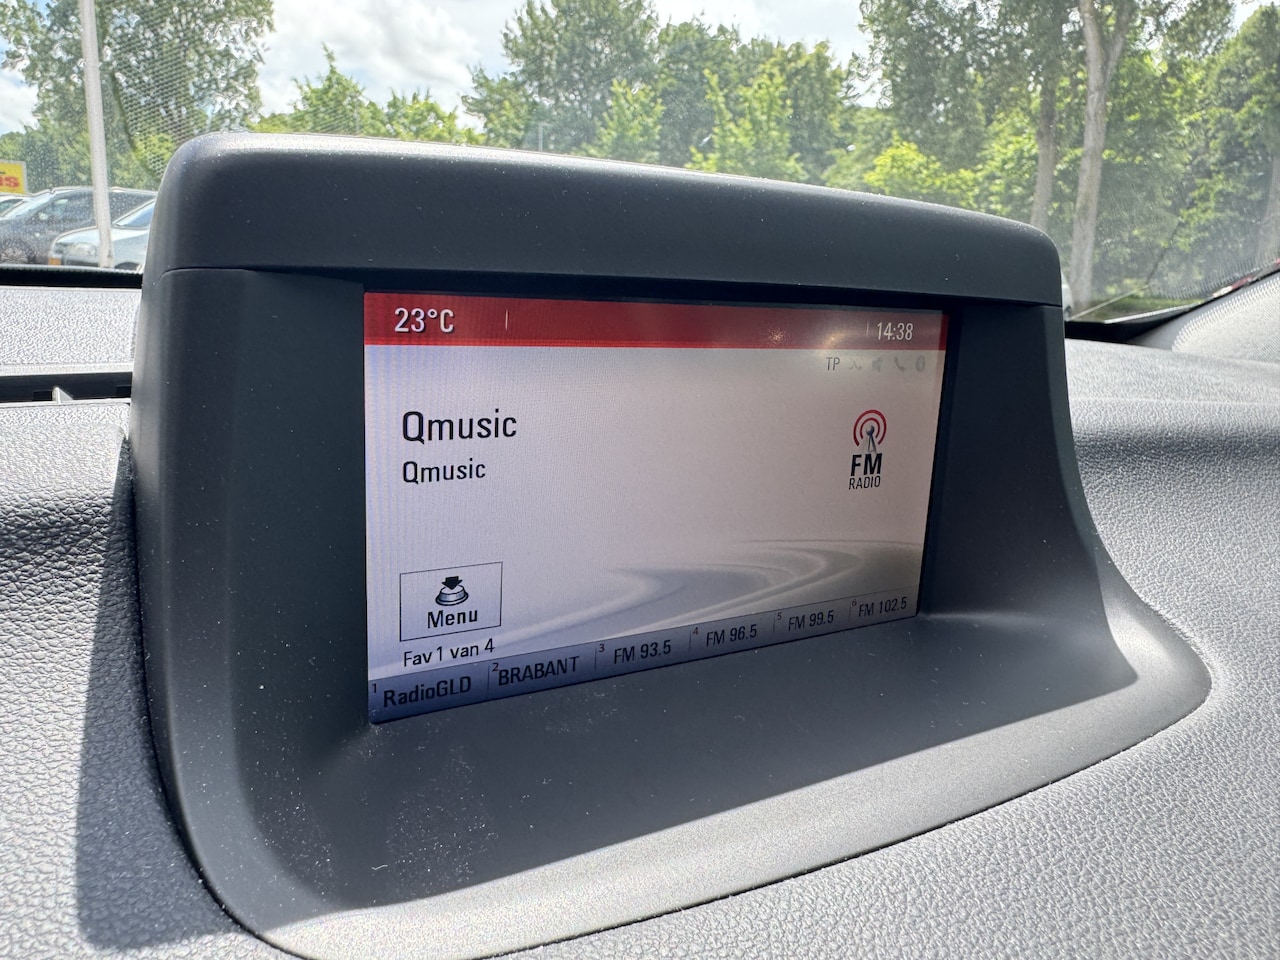 23°C 14:38
TP
Qmusic
Qmusic
FM
RADIO
Menu
Fav 1 van 4
1 RadioGLD 2 BRABANT 3 FM 93.5 4 FM 96.5 5 FM 99.5 6 FM 102.5